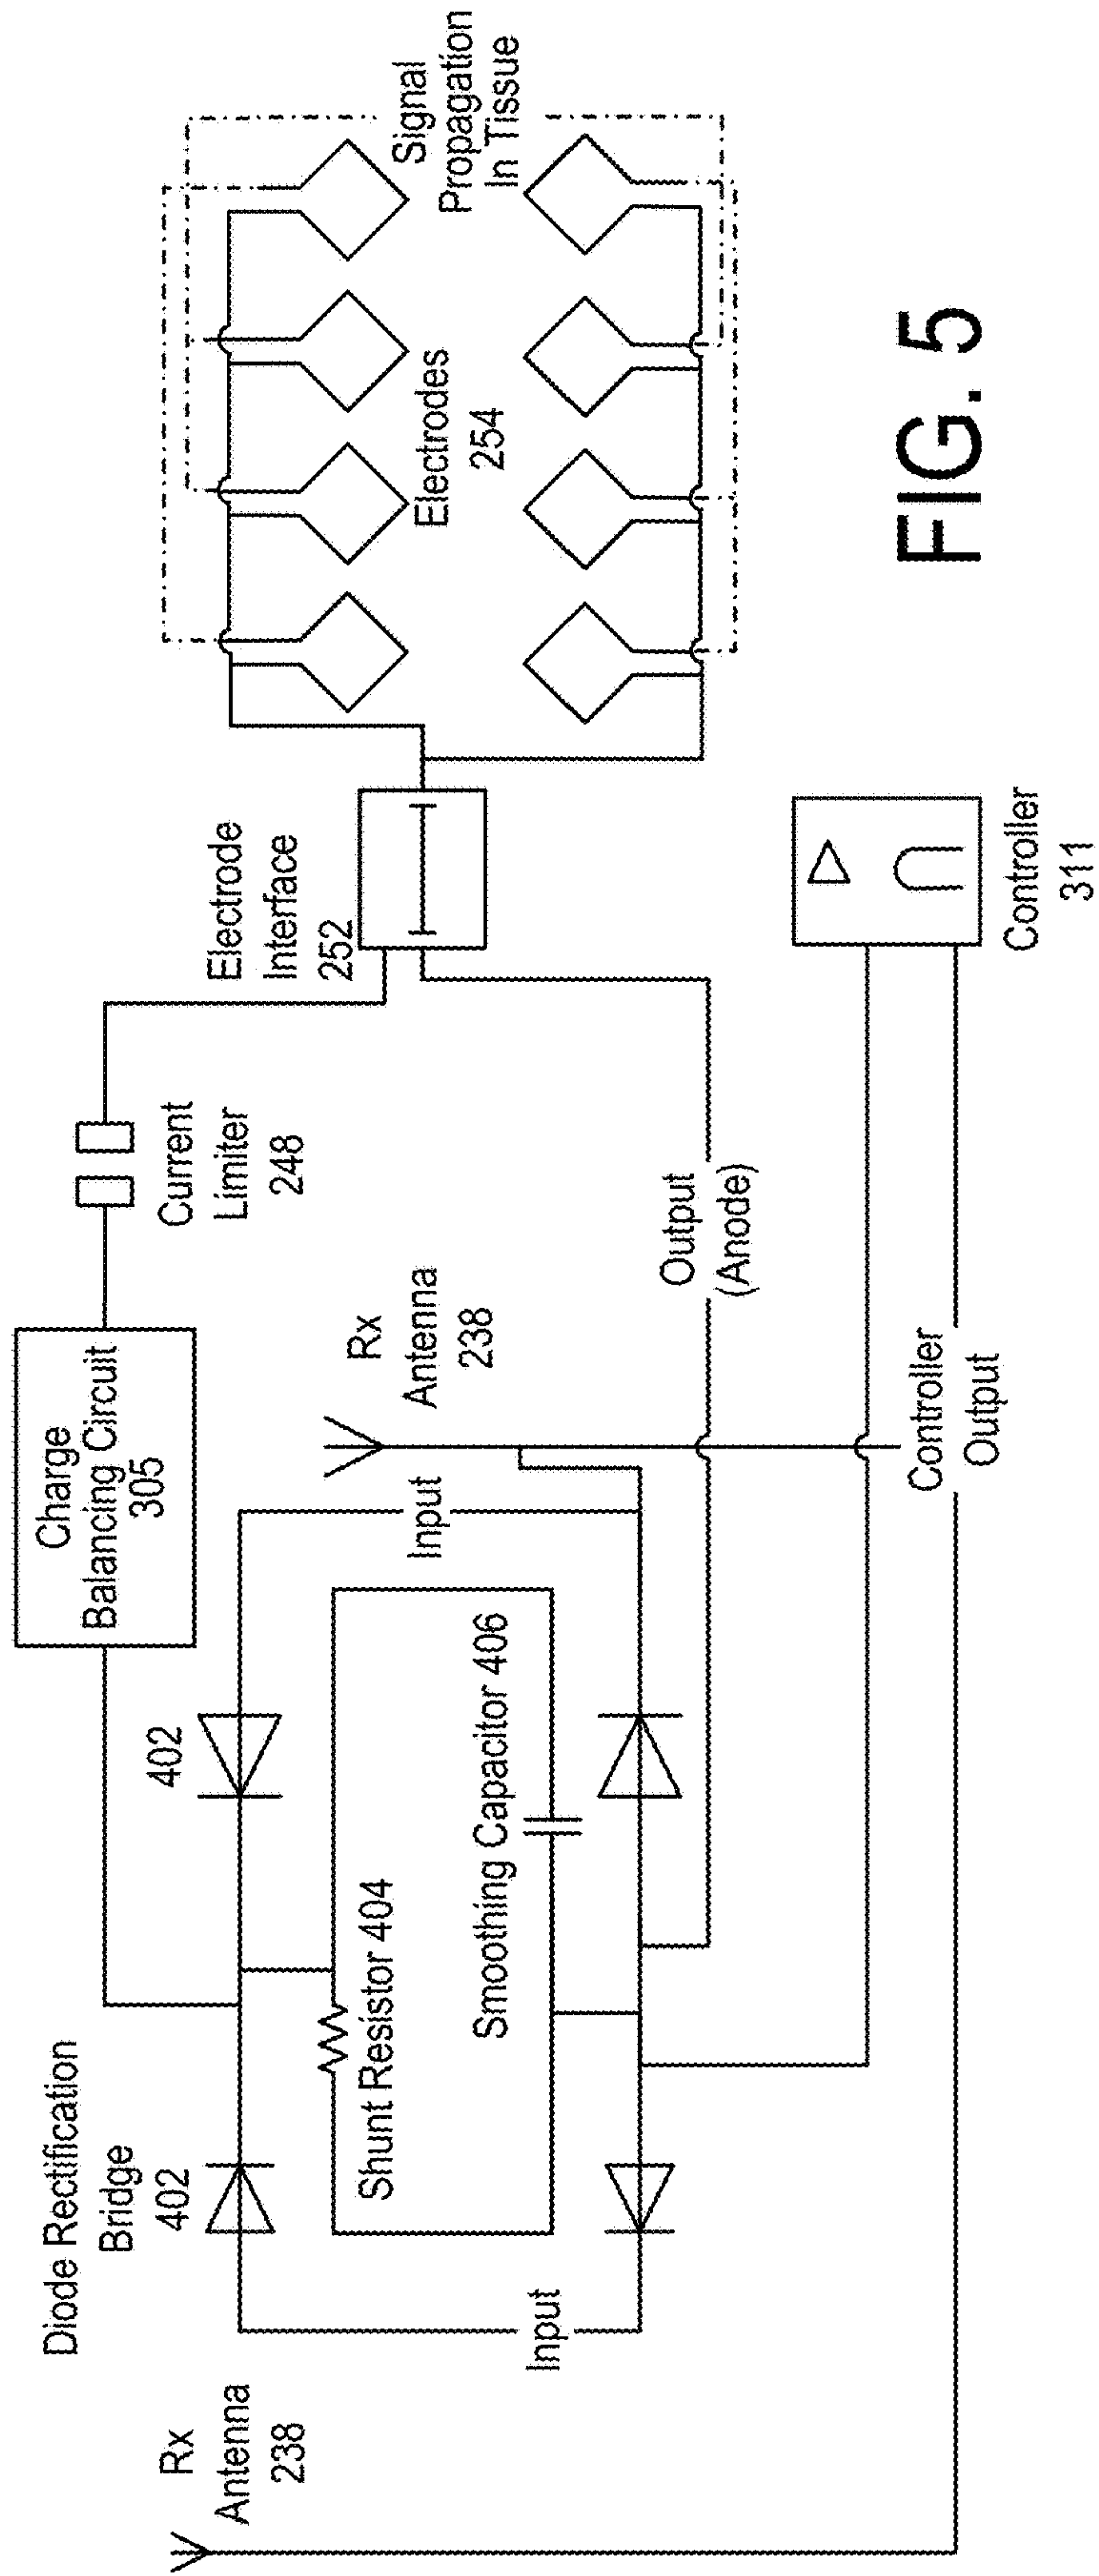 Rx
Antenna
238
Diode Rectification
Bridge
402
402
Charge
Balancing Circuit
305
Current
Limiter
248
Electrode
Interface
252
Shunt Resistor 404
Smoothing Capacitor 406
Input
Input
Rx
Antenna
238
Output
(Anode)
Controller
Output
Controller
311
Electrodes
254
Signal
Propagation
In Tissue
FIG. 5